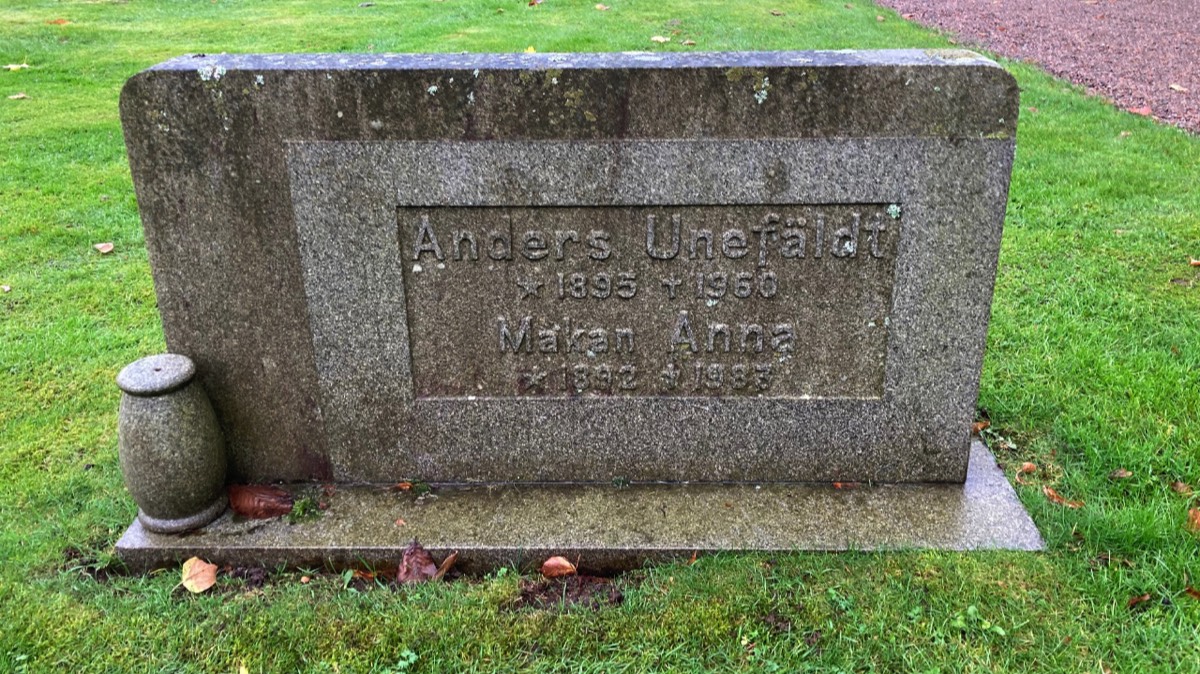 Anders Unefäldt
* 1895 † 1960
Makan Anna
* 1892 † 1983